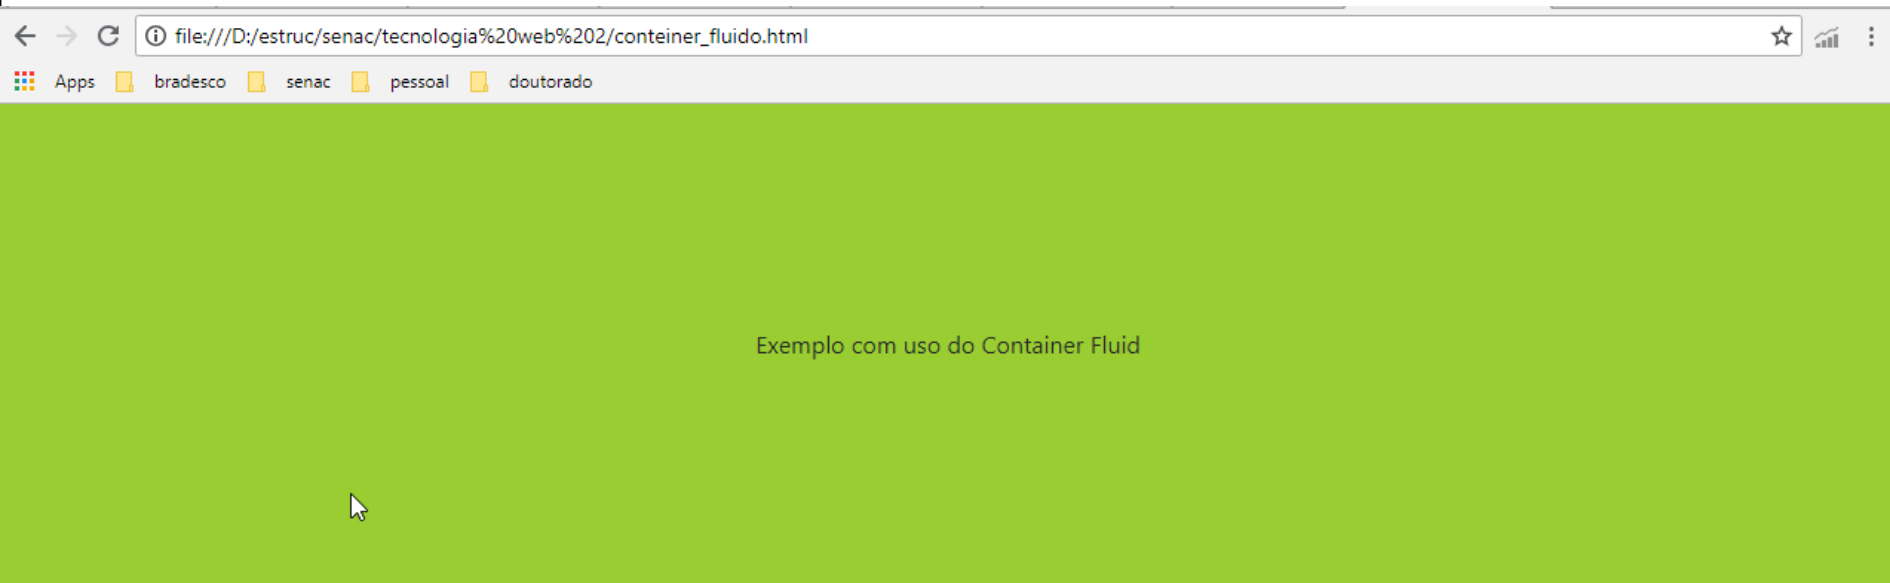 file:///D:/estruc/senac/tecnologia%20web%202/conteiner_fluido.html
Apps bradesco senac pessoal doutorado
Exemplo com uso do Container Fluid